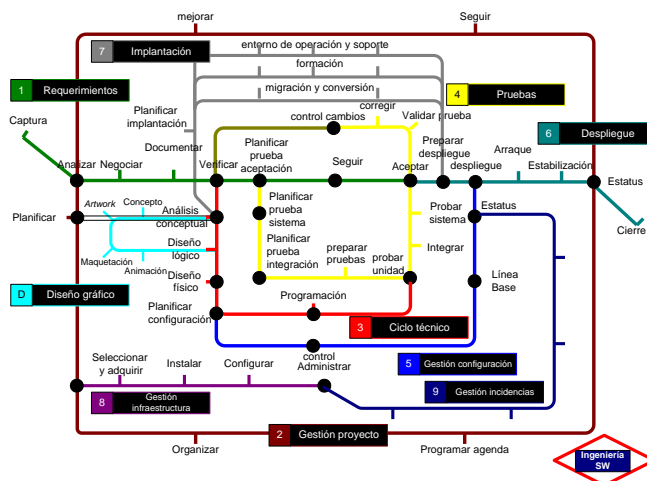 mejorar
Seguir
7 Implantación
entorno de operación y soporte
formación
migración y conversión
1 Requerimientos
4 Pruebas
Captura
Planificar
implantación
control cambios
corregir
Validar prueba
6 Despliegue
Documentar
Planificar
prueba
aceptación
Preparar
despliegue
Arraque
Analizar
Negociar
Verificar
Seguir
Aceptar
despliegue
Estabilización
Estatus
Planificar
Artwork
Concepto
Análisis
conceptual
Planificar
prueba
sistema
Probar
sistema
Estatus
Cierre
Diseño
lógico
Planificar
prueba
integración
preparar
pruebas
probar
unidad
Integrar
Maquetación
Animación
Diseño
físico
Línea
Base
D Diseño gráfico
Planificar
configuración
Programación
3 Ciclo técnico
Seleccionar
y adquirir
Instalar
Configurar
control
Administrar
5 Gestión configuración
8 Gestión
infraestructura
9 Gestión incidencias
2 Gestión proyecto
Organizar
Programar agenda
Ingeniería
SW